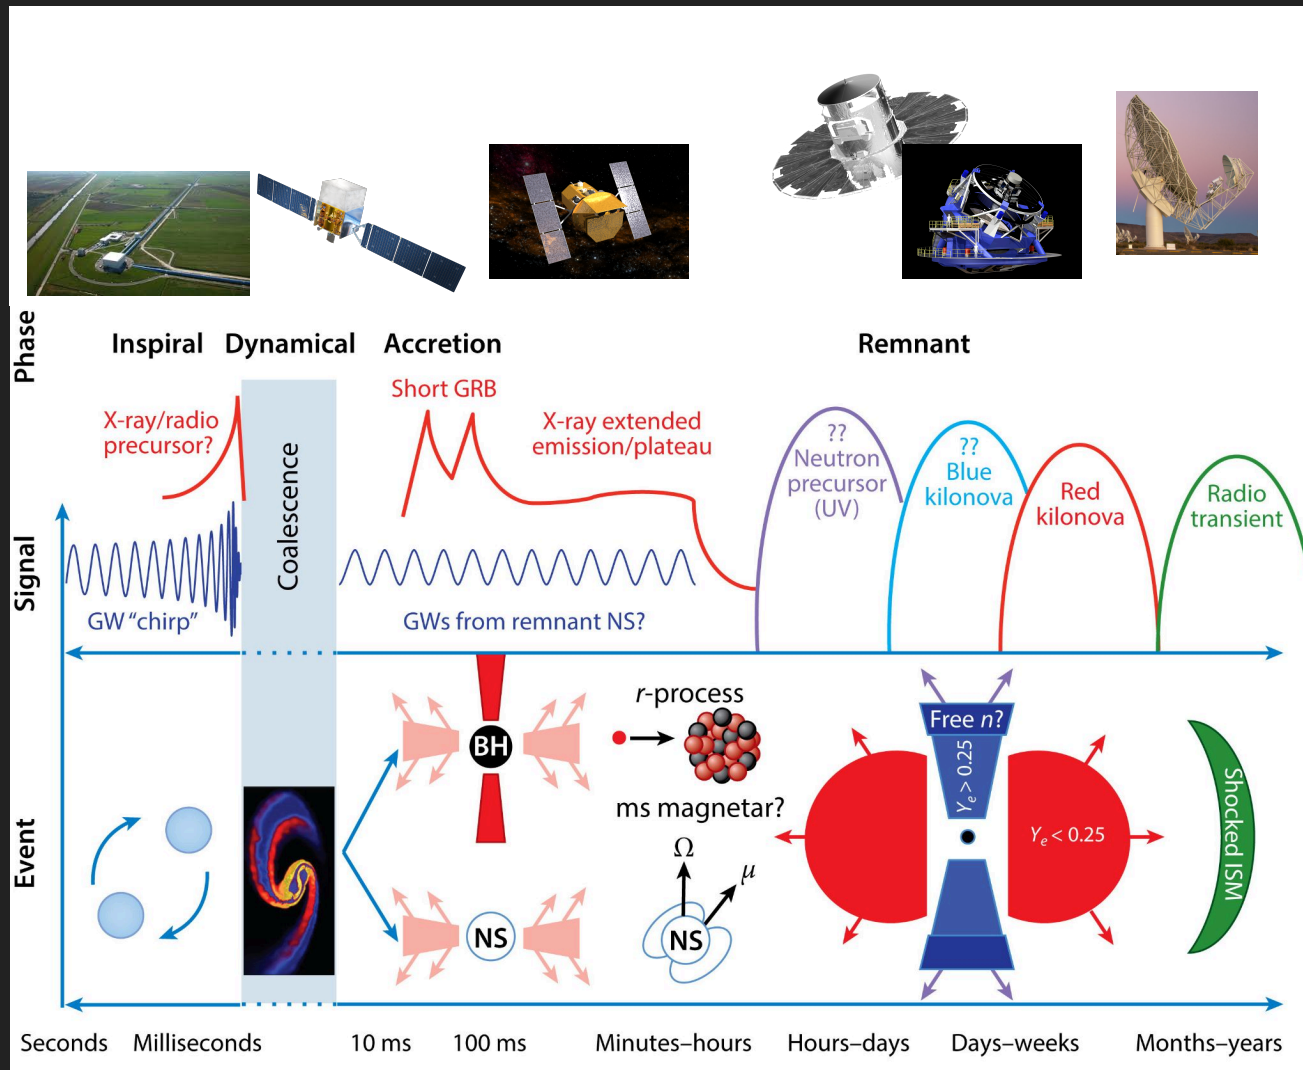 Phase
Inspiral
Dynamical
Accretion
Remnant
Signal
X-ray/radio
precursor?
GW "chirp"
Coalescence
Short GRB
X-ray extended
emission/plateau
GWs from remnant NS?
??
Neutron
precursor
(UV)
??
Blue
kilonova
Red
kilonova
Radio
transient
Event
BH
NS
r-process
ms magnetar?
Ω
μ
NS
Free n?
Ye > 0.25
Ye < 0.25
Shocked ISM
Seconds
Milliseconds
10 ms
100 ms
Minutes–hours
Hours–days
Days–weeks
Months–years